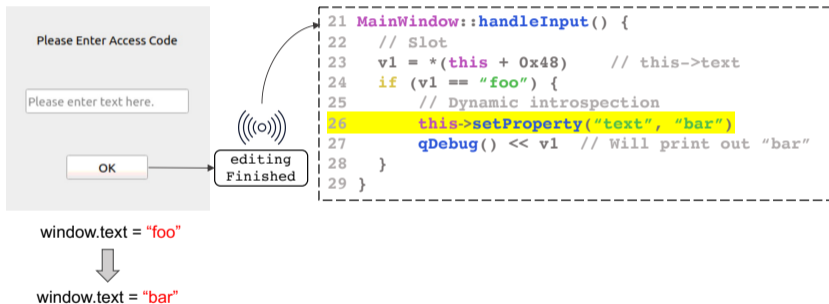 Please Enter Access Code
Please enter text here.
OK
editing
Finished
window.text = “foo”
window.text = “bar”
21 MainWindow::handleInput() {
22 // Slot
23 v1 = *(this + 0x48) // this->text
24 if (v1 == “foo”) {
25 // Dynamic introspection
26 this->setProperty(“text”, “bar”)
27 qDebug() << v1 // Will print out “bar”
28 }
29 }